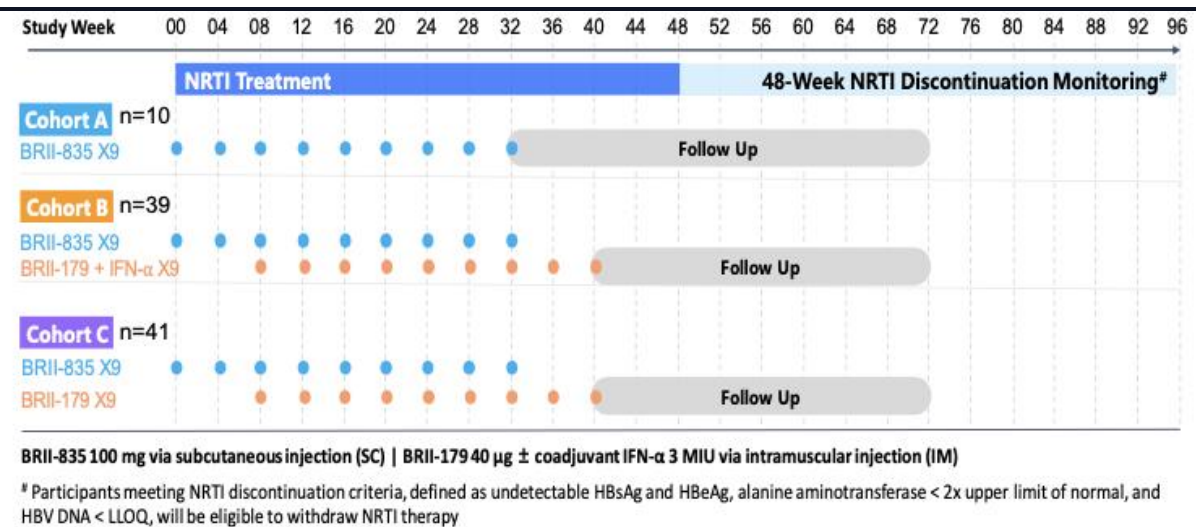 Study Week 00 04 08 12 16 20 24 28 32 36 40 44 48 52 56 60 64 68 72 76 80 84 88 92 96
NRTI Treatment 48-Week NRTI Discontinuation Monitoring#
Cohort A n=10
BRII-835 X9 Follow Up
Cohort B n=39
BRII-835 X9
BRII-179 + IFN-α X9 Follow Up
Cohort C n=41
BRII-835 X9
BRII-179 X9 Follow Up
BRII-835 100 mg via subcutaneous injection (SC) | BRII-179 40 µg ± coadjuvant IFN-α 3 MIU via intramuscular injection (IM)
# Participants meeting NRTI discontinuation criteria, defined as undetectable HBsAg and HBeAg, alanine aminotransferase < 2x upper limit of normal, and
HBV DNA < LLOQ, will be eligible to withdraw NRTI therapy